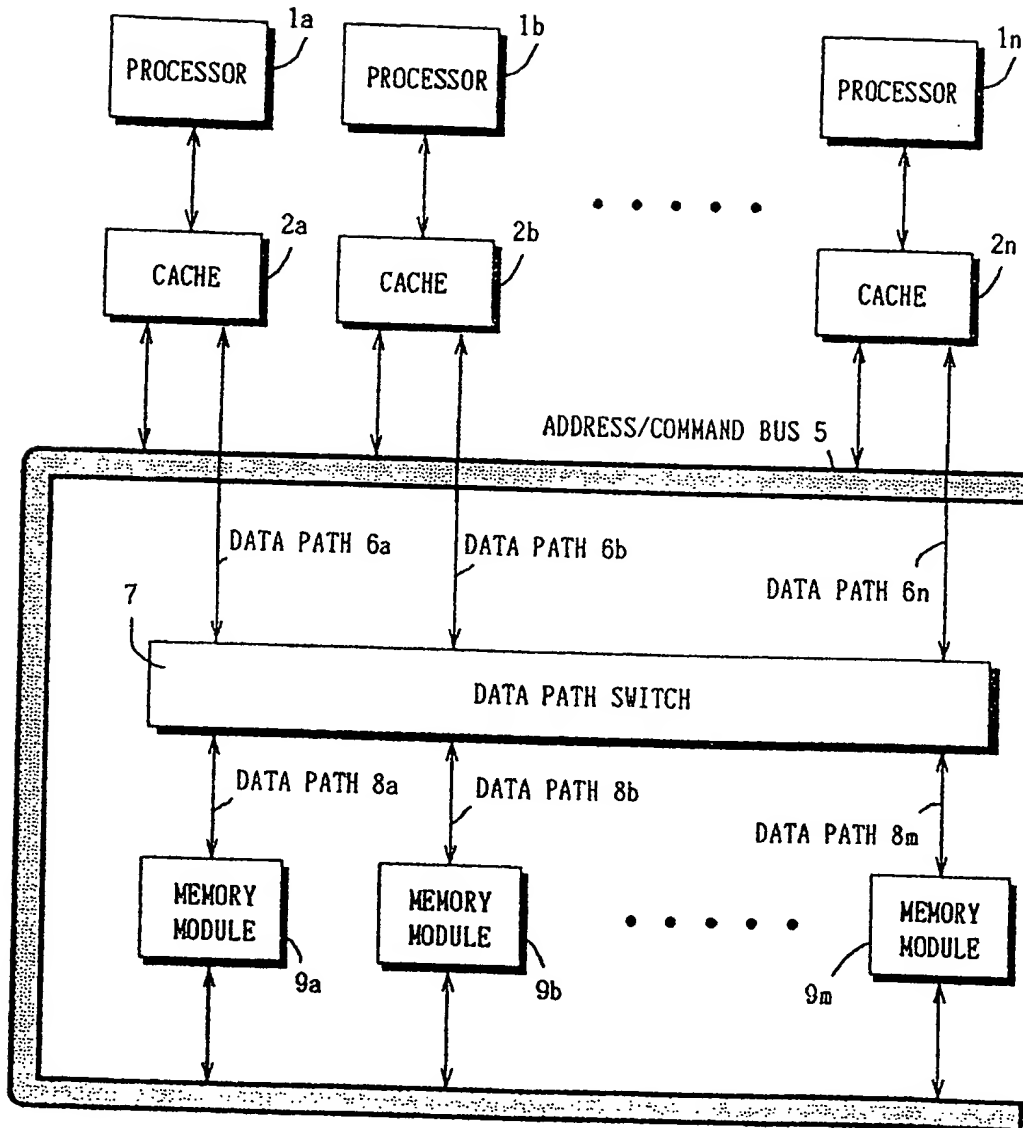 1a
1b
1n
PROCESSOR
PROCESSOR
PROCESSOR
2a
2b
2n
CACHE
CACHE
CACHE
ADDRESS/COMMAND BUS 5
DATA PATH 6a
DATA PATH 6b
DATA PATH 6n
7
DATA PATH SWITCH
DATA PATH 8a
DATA PATH 8b
DATA PATH 8m
MEMORY
MODULE
MEMORY
MODULE
MEMORY
MODULE
9a
9b
9m